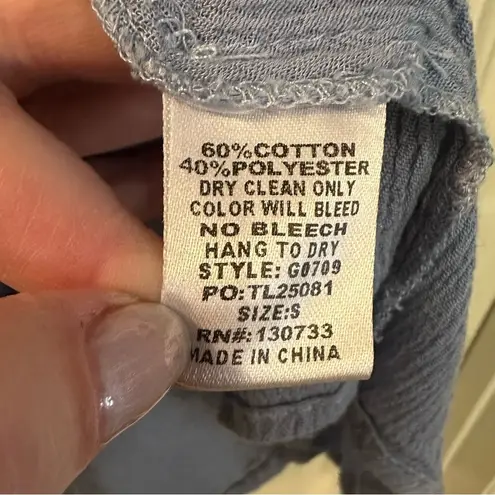 60%COTTON
40%POLYESTER
DRY CLEAN ONLY
COLOR WILL BLEED
NO BLEECH
HANG TO DRY
STYLE: G0709
PO:TL25081
SIZE:S
RN#: 130733
MADE IN CHINA